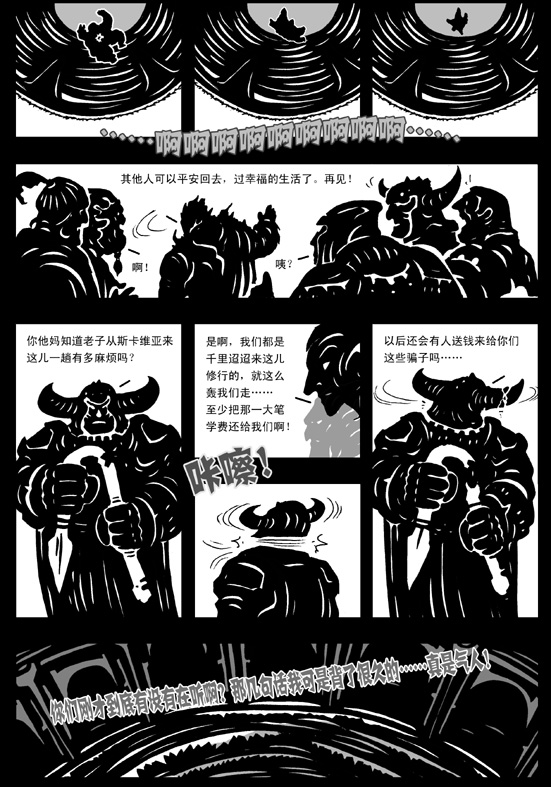 ……啊啊啊啊啊啊啊啊啊……
其他人可以平安回去，过幸福的生活了。再见！
啊！
咦？
你他妈知道老子从斯卡维亚来
这儿一趟有多麻烦吗？
是啊，我们都是
千里迢迢来这儿
修行的，就这么
轰我们走……
至少把那一大笔
学费还给我们啊！
咔嚓！
以后还会有人送钱来给你们
这些骗子吗……
你们刚才到底有没有在听啊？那几句话我可是背了很久的……真是气人！